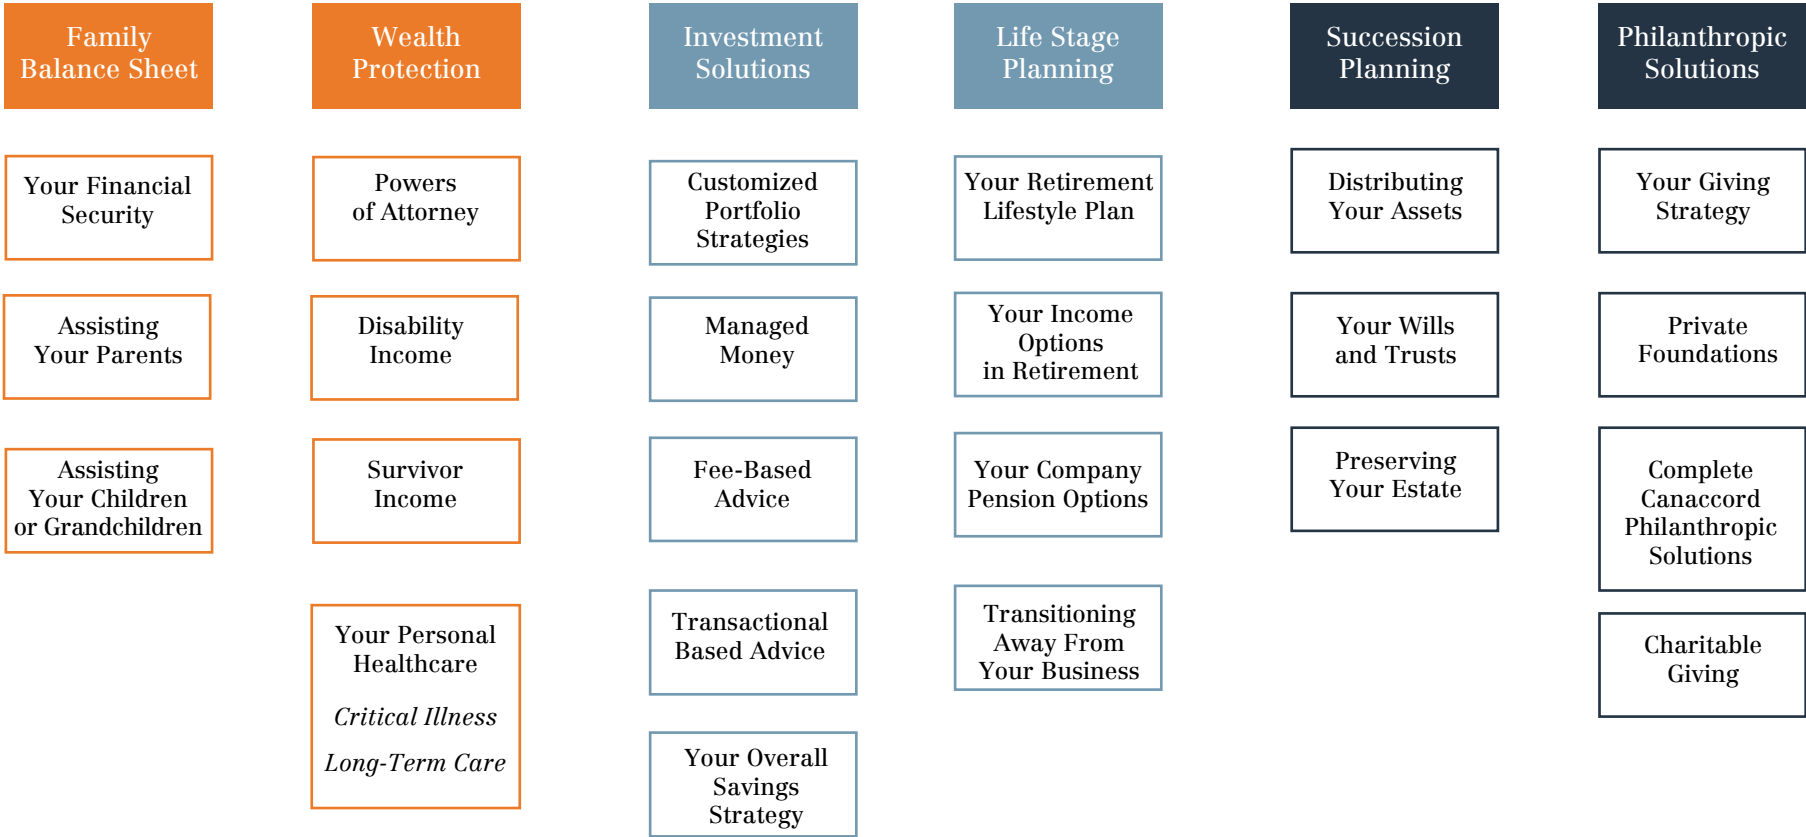 Family
Balance Sheet
Your Financial
Security
Assisting
Your Parents
Assisting
Your Children
or Grandchildren
Wealth
Protection
Powers
of Attorney
Disability
Income
Survivor
Income
Your Personal
Healthcare
Critical Illness
Long-Term Care
Investment
Solutions
Customized
Portfolio
Strategies
Managed
Money
Fee-Based
Advice
Transactional
Based Advice
Your Overall
Savings
Strategy
Life Stage
Planning
Your Retirement
Lifestyle Plan
Your Income
Options
in Retirement
Your Company
Pension Options
Transitioning
Away From
Your Business
Succession
Planning
Distributing
Your Assets
Your Wills
and Trusts
Preserving
Your Estate
Philanthropic
Solutions
Your Giving
Strategy
Private
Foundations
Complete
Canaccord
Philanthropic
Solutions
Charitable
Giving